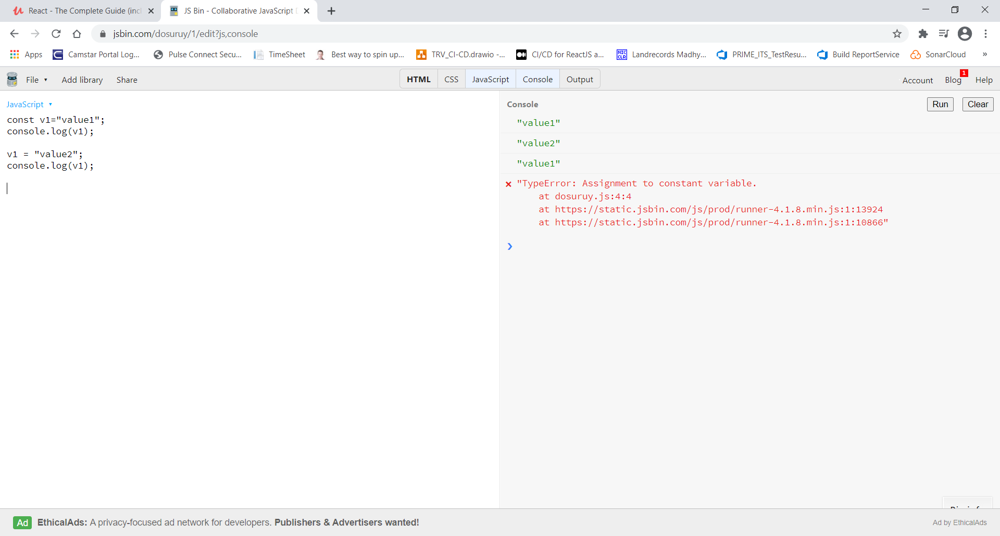 React - The Complete Guide (incl
JS Bin - Collaborative JavaScript
jsbin.com/dosuruy/1/edit?js,console
Apps
Camstar Portal Log...
Pulse Connect Secu...
TimeSheet
Best way to spin up...
TRV_CI-CD.drawio -...
CI/CD for ReactJS a...
NIC CLR
Landrecords Madhy...
PRIME_ITS_TestResu...
Build ReportService
SonarCloud
»
File
Add library
Share
HTML
CSS
JavaScript
Console
Output
Account
Blog
1
Help
JavaScript
const v1="value1";
console.log(v1);
v1 = "value2";
console.log(v1);
Console
Run
Clear
"value1"
"value2"
"value1"
"TypeError: Assignment to constant variable.
at dosuruy.js:4:4
at https://static.jsbin.com/js/prod/runner-4.1.8.min.js:1:13924
at https://static.jsbin.com/js/prod/runner-4.1.8.min.js:1:10866"
Ad
EthicalAds: A privacy-focused ad network for developers. Publishers & Advertisers wanted!
Ad by EthicalAds